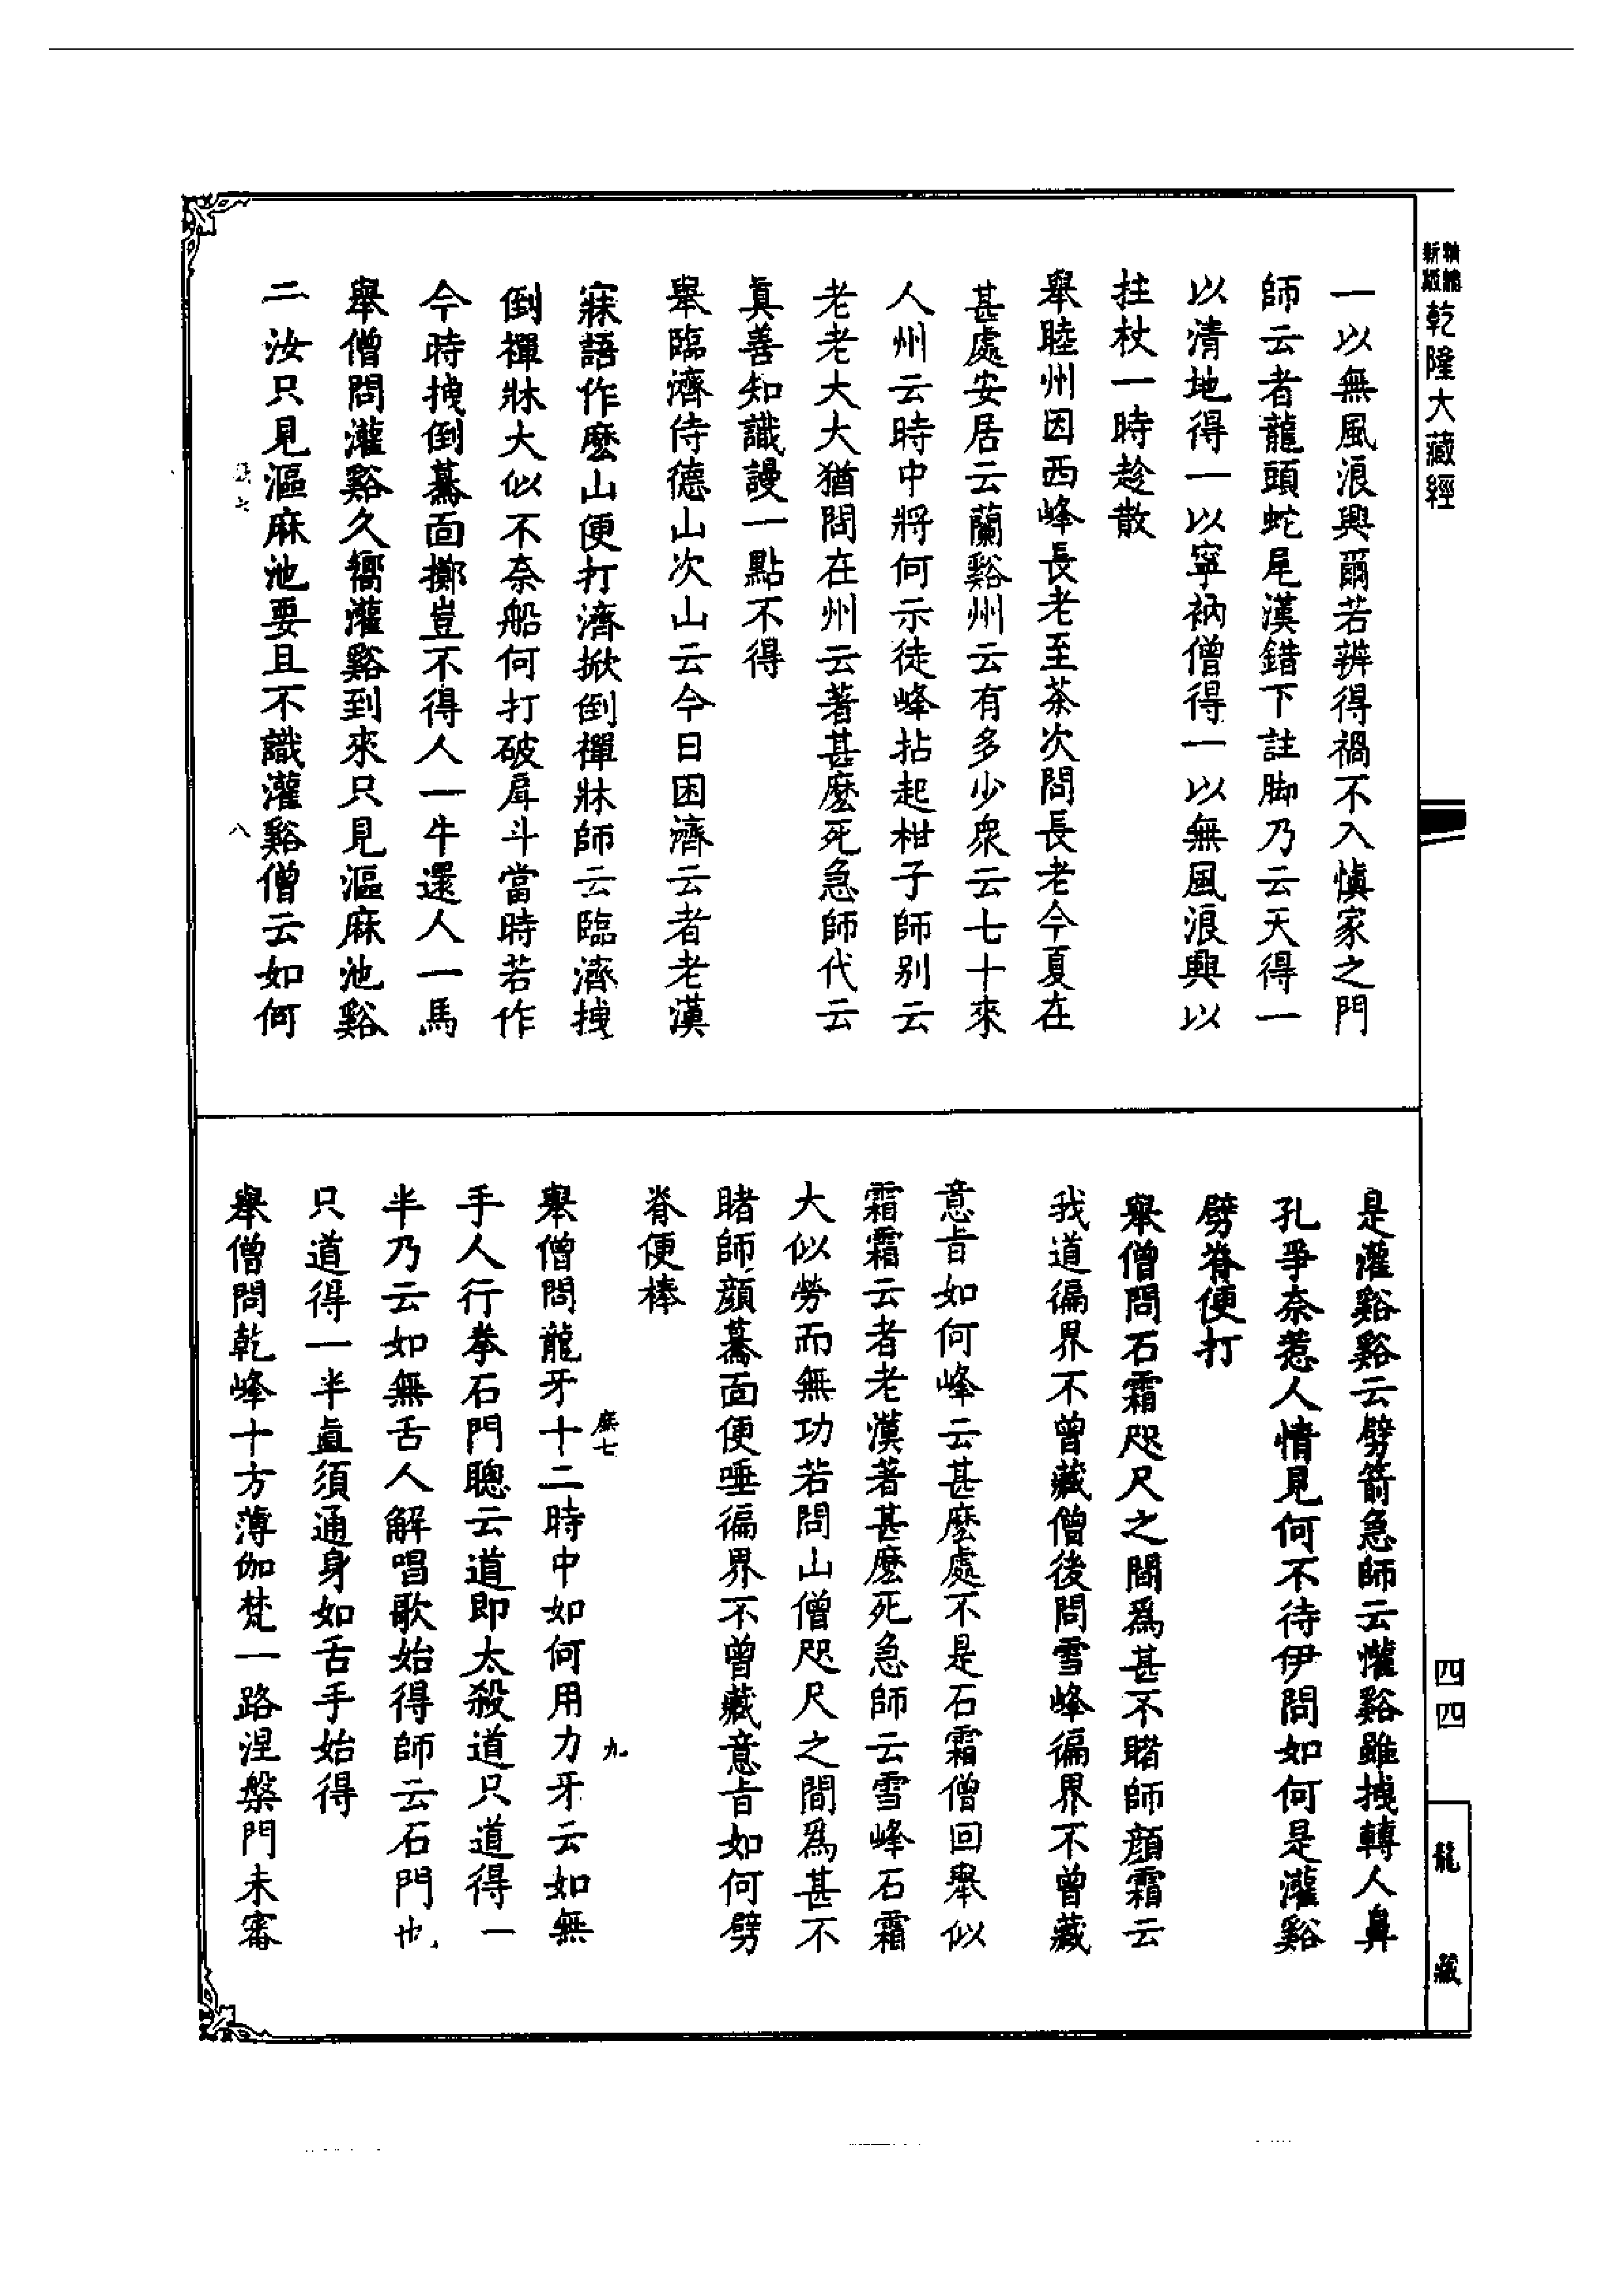 新編
縮版
乾隆大藏經
一以無風浪興爾若辨得禍不入慎家之門
師云者龍頭蛇尾漢錯下註脚乃云天得一
以清地得一以寧衲僧得一以無風浪興以
拄杖一時趁散
舉睦州因西峰長老至茶次問長老今夏在
甚處安居云蘭谿州云有多少衆云七十來
人州云時中將何示徒峰拈起柑子師别云
老老大大猶問在州云著甚麽死急師代云
眞善知識謾一點不得
舉臨濟侍德山次山云今日困濟云者老漢
寐語作麽山便打濟掀倒禪牀師云臨濟拽
倒禪牀大似不奈船何打破戽斗當時若作
今時拽倒驀面擲豈不得人一牛還人一馬
舉僧問灌谿久嚮灌谿到來只見漚麻池谿
二汝只見漚麻池要且不識灌谿僧云如何
八
是灌谿谿云劈箭急師云灌谿雖拽轉人鼻
孔爭奈惹人情見何不待伊問如何是灌谿
劈脊便打
舉僧問石霜咫尺之間爲甚不睹師顔霜云
我道徧界不曾藏僧後問雪峰徧界不曾藏
意旨如何峰云甚麽處不是石霜僧回舉似
霜霜云者老漢著甚麽死急師云雪峰石霜
大似勞而無功若問山僧咫尺之間爲甚不
睹師顔驀面便唾徧界不曾藏意旨如何劈
脊便棒
七 九
舉僧問龍牙十二時中如何用力牙云如無
手人行拳石門聰云道即太殺道只道得一
半乃云如無舌人解唱歌始得師云石門也
只道得一半直須通身如舌手始得
舉僧問乾峰十方薄伽梵一路涅槃門未審
四四
龍藏